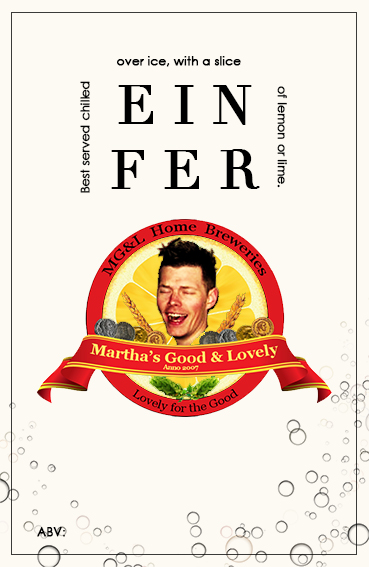 Best served chilled
over ice, with a slice
of lemon or lime.
EIN
FER
MG&L Home Breweries
Martha's Good & Lovely
Anno 2007
Lovely for the Good
ABV: